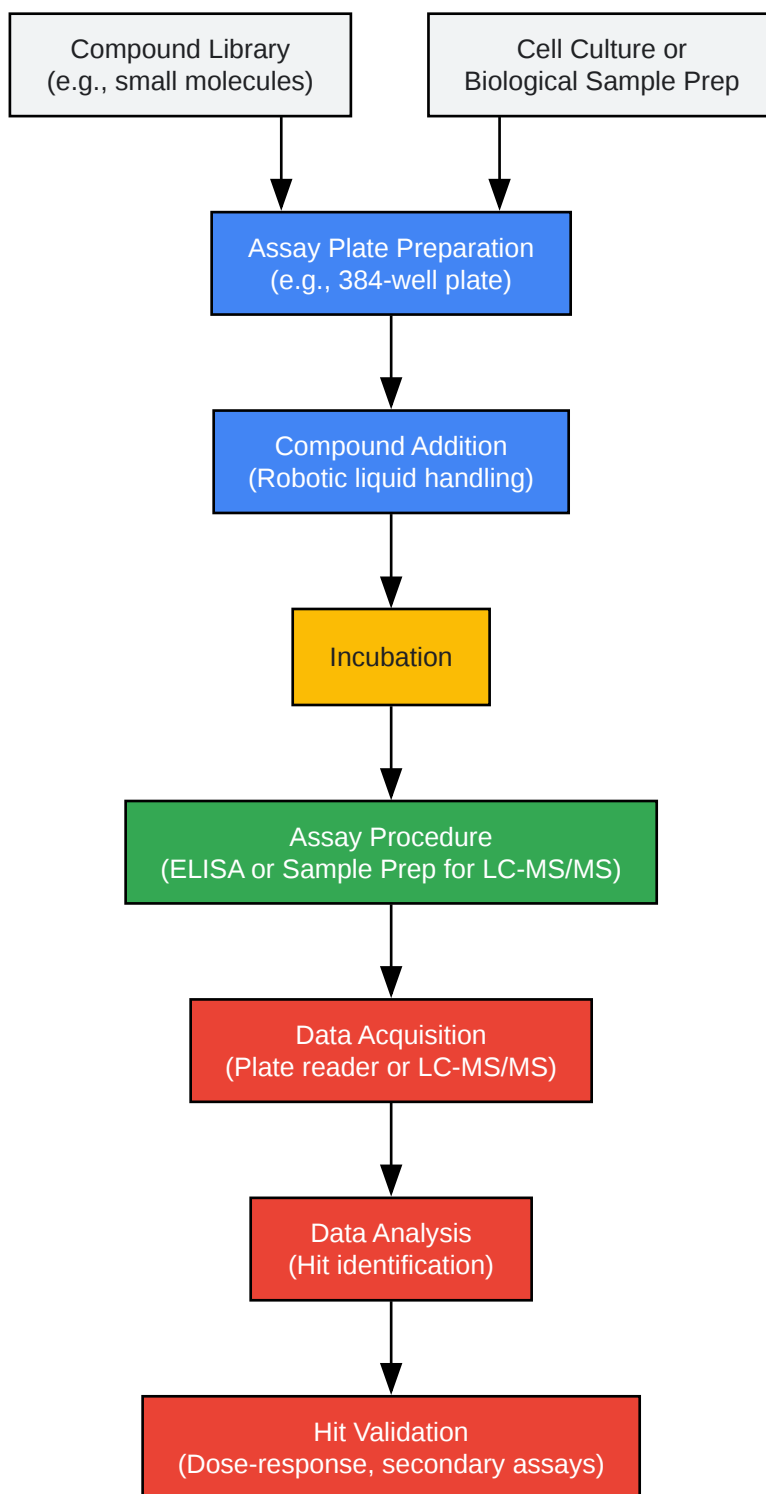 Compound Library
(e.g., small molecules)
Cell Culture or
Biological Sample Prep
Assay Plate Preparation
(e.g., 384-well plate)
Compound Addition
(Robotic liquid handling)
Incubation
Assay Procedure
(ELISA or Sample Prep for LC-MS/MS)
Data Acquisition
(Plate reader or LC-MS/MS)
Data Analysis
(Hit identification)
Hit Validation
(Dose-response, secondary assays)